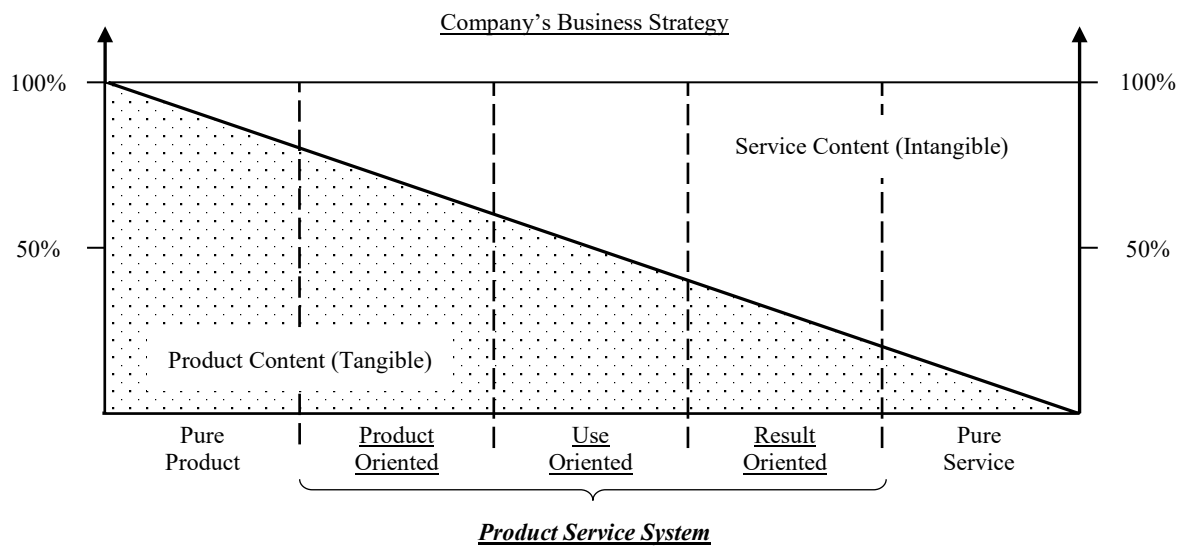 Company’s Business Strategy
100%
100%
Service Content (Intangible)
50%
50%
Product Content (Tangible)
Pure
Product
Product
Oriented
Use
Oriented
Result
Oriented
Pure
Service
Product Service System